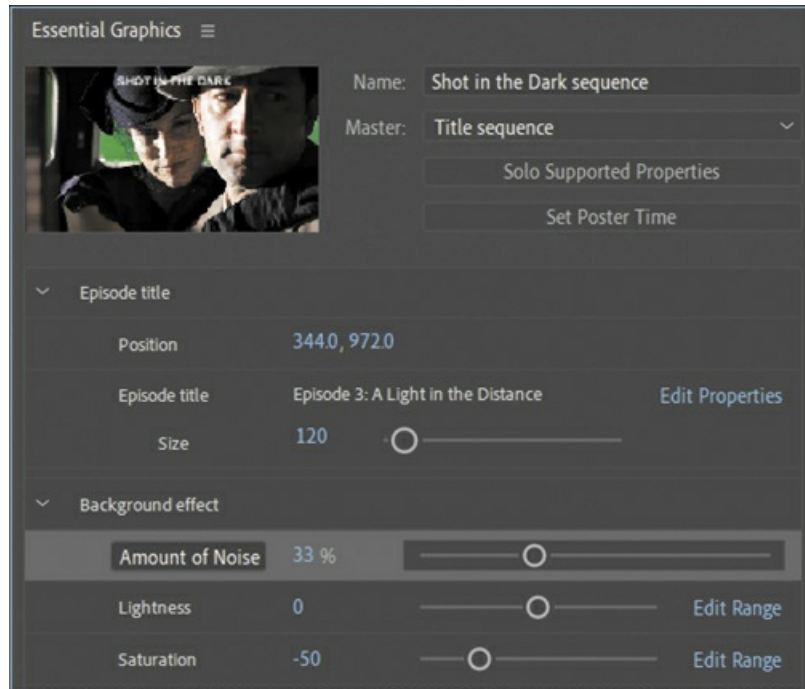 Essential Graphics
SHOT IN THE DARK
Name: Shot in the Dark sequence
Master: Title sequence
Solo Supported Properties
Set Poster Time
Episode title
Position 344.0, 972.0
Episode title Episode 3: A Light in the Distance Edit Properties
Size 120
Background effect
Amount of Noise 33 %
Lightness 0 Edit Range
Saturation -50 Edit Range